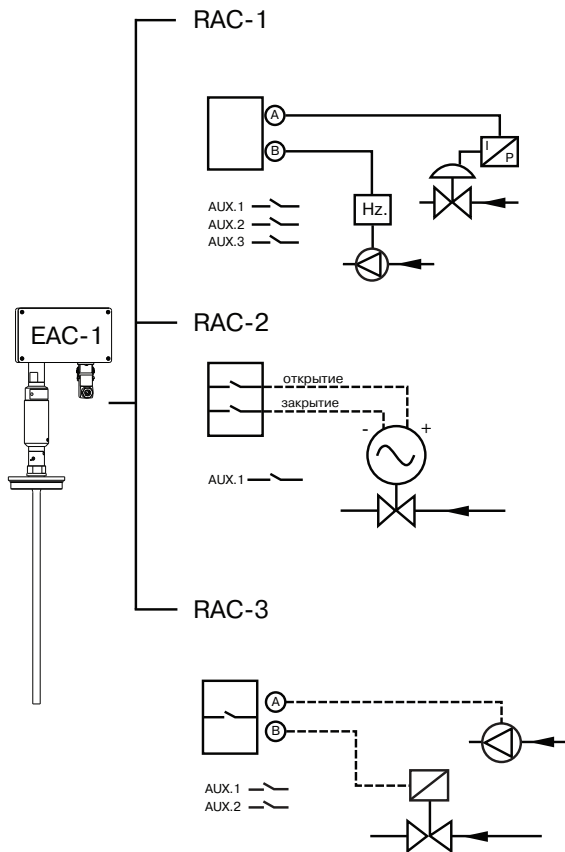 RAC-1
A
B
I
P
Hz.
AUX.1
AUX.2
AUX.3
EAC-1
RAC-2
открытие
закрытие
- +
AUX.1
RAC-3
A
B
AUX.1
AUX.2